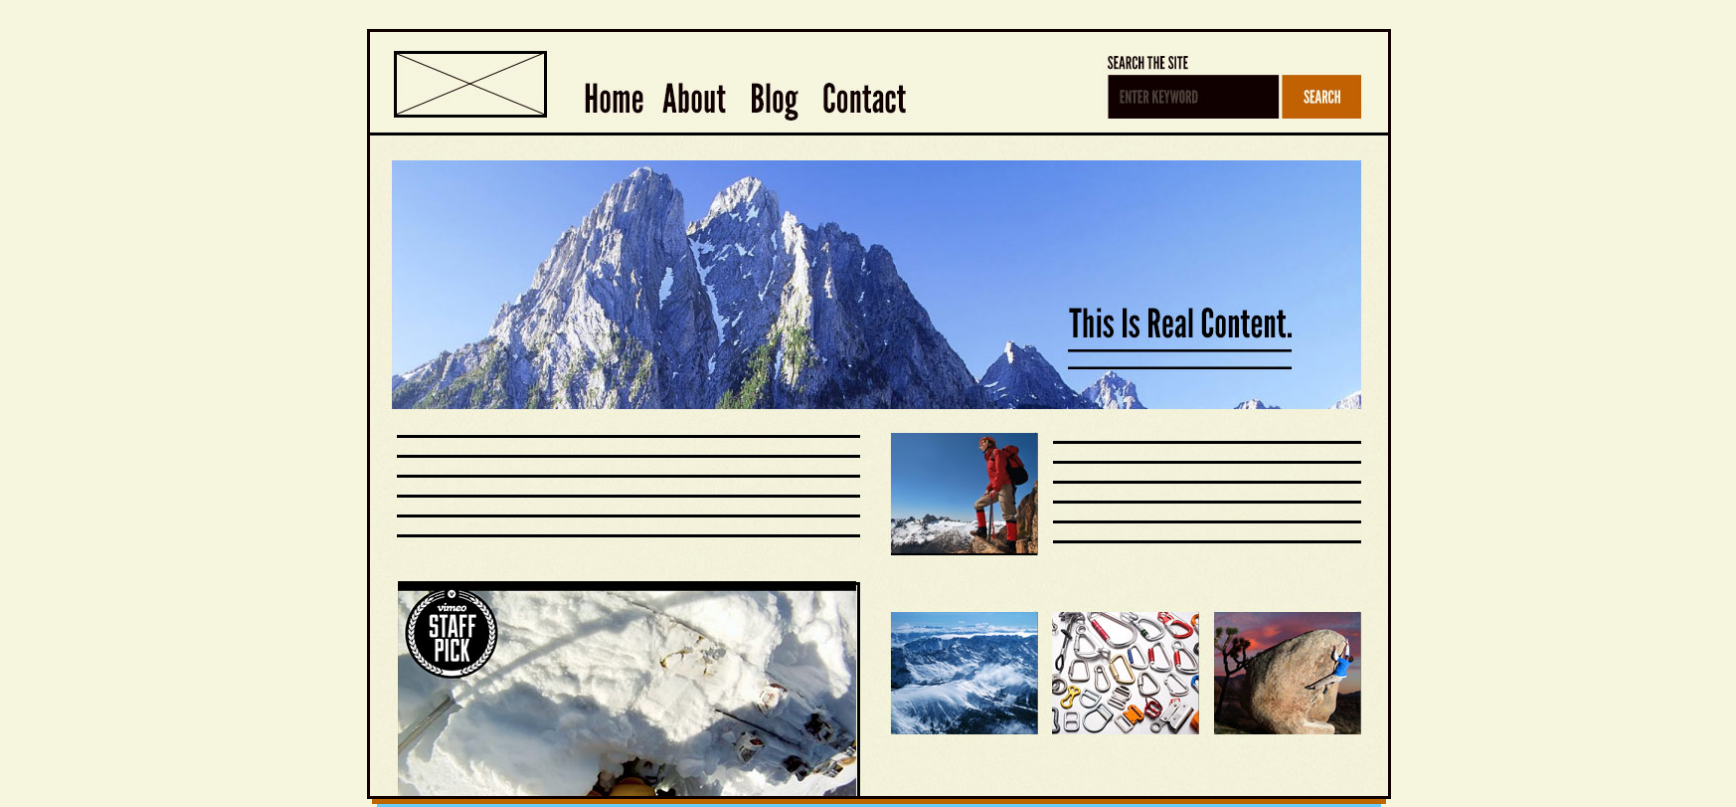 Home About Blog Contact
SEARCH THE SITE
ENTER KEYWORD
SEARCH
This Is Real Content.
vimeo
STAFF
PICK